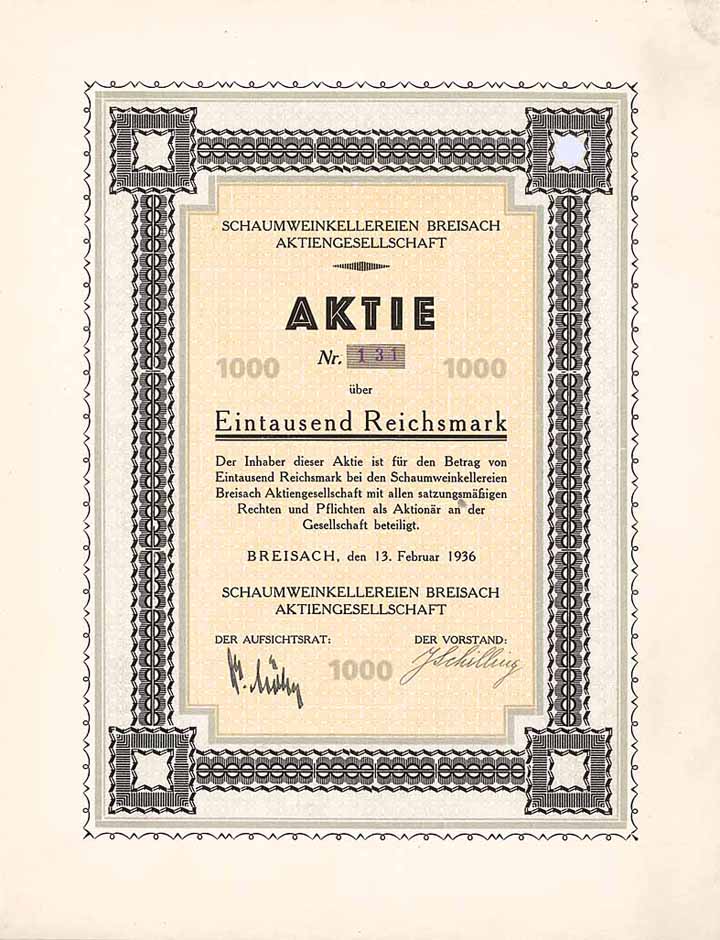 SCHAUMWEINKELLEREIEN BREISACH
AKTIENGESELLSCHAFT
AKTIE
Nr. 131
1000 1000
über
Eintausend Reichsmark
Der Inhaber dieser Aktie ist für den Betrag von
Eintausend Reichsmark bei den Schaumweinkellereien
Breisach Aktiengesellschaft mit allen satzungsmäßigen
Rechten und Pflichten als Aktionär an der
Gesellschaft beteiligt.
BREISACH, den 13. Februar 1936
SCHAUMWEINKELLEREIEN BREISACH
AKTIENGESELLSCHAFT
DER AUFSICHTSRAT: DER VORSTAND:
1000 JSchilling